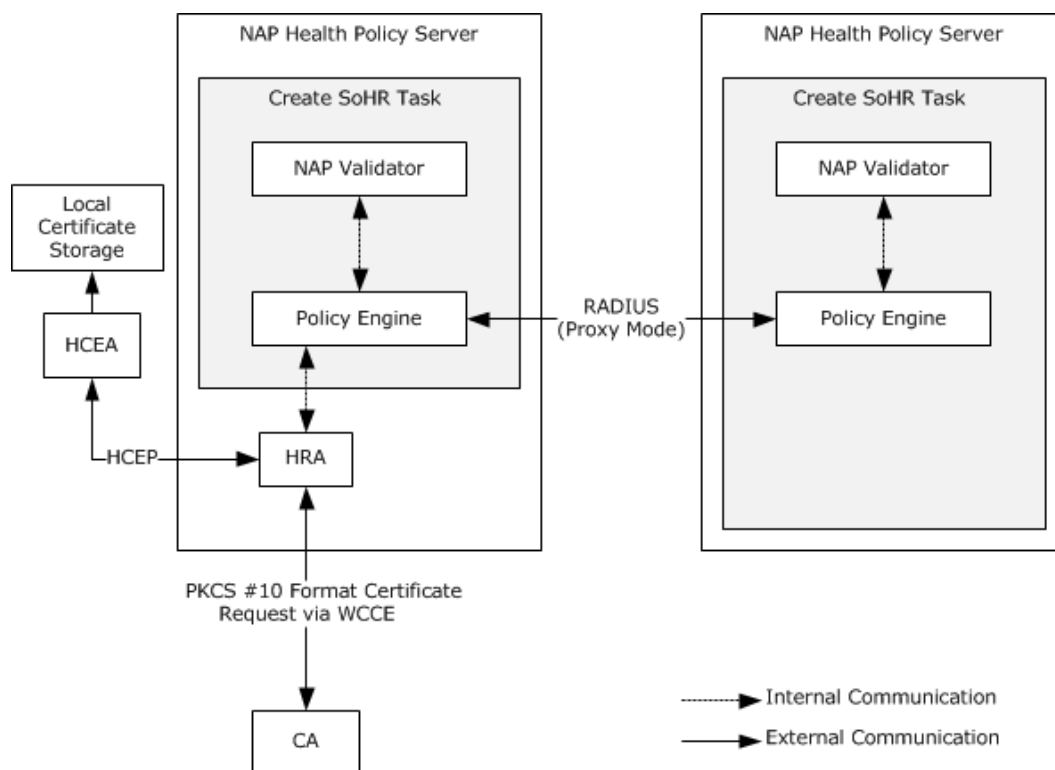 NAP Health Policy Server
Create SoHR Task
NAP Validator
Policy Engine
HRA
Local
Certificate
Storage
HCEA
HCEP
RADIUS
(Proxy Mode)
NAP Health Policy Server
Create SoHR Task
NAP Validator
Policy Engine
PKCS #10 Format Certificate
Request via WCCE
CA
Internal Communication
External Communication